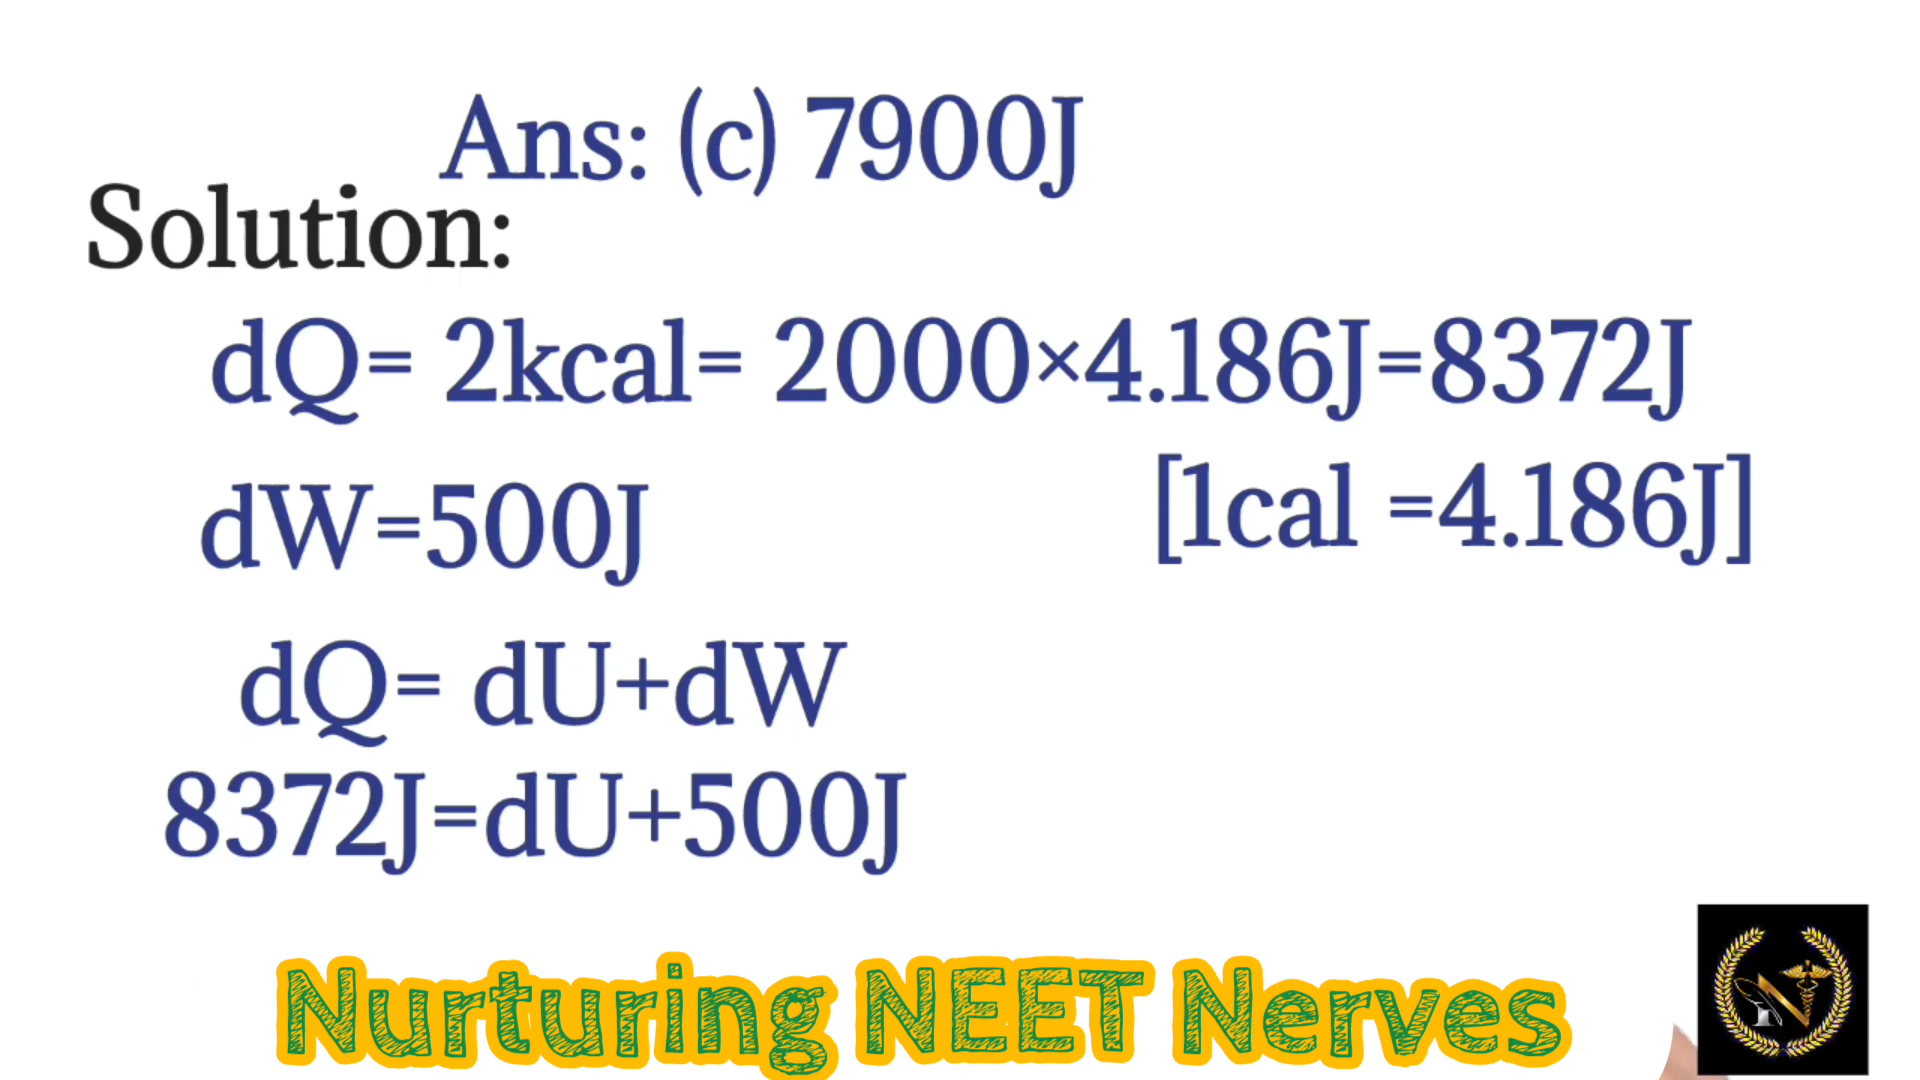 Ans: (c) 7900J
Solution:
dQ= 2kcal= 2000×4.186J=8372J
dW=500J [1cal =4.186J]
dQ= dU+dW
8372J=dU+500J
Nurturing NEET Nerves
N